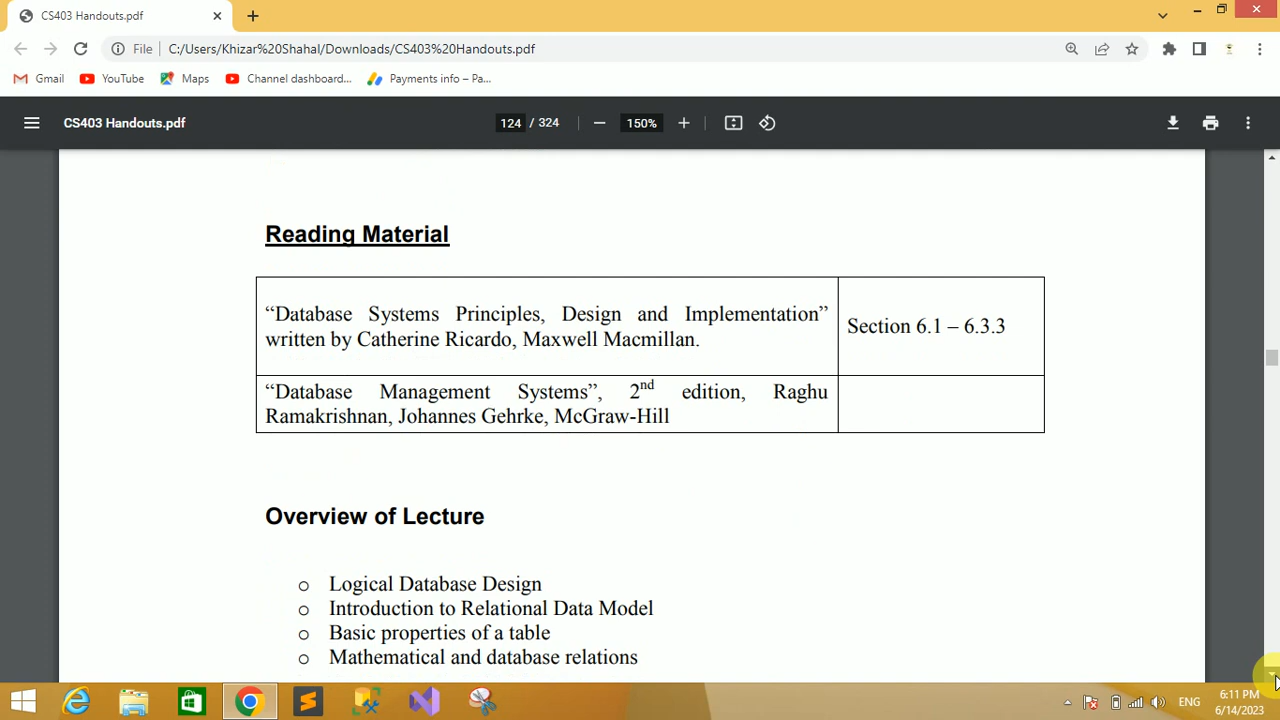 CS403 Handouts.pdf
File
C:/Users/Khizar%20Shahal/Downloads/CS403%20Handouts.pdf
Gmail
YouTube
Maps
Channel dashboard...
Payments info – Pa...
CS403 Handouts.pdf
124 / 324
150%
Reading Material
“Database Systems Principles, Design and Implementation”
written by Catherine Ricardo, Maxwell Macmillan.
Section 6.1 – 6.3.3
“Database Management Systems”, 2nd edition, Raghu
Ramakrishnan, Johannes Gehrke, McGraw-Hill
Overview of Lecture
o Logical Database Design
o Introduction to Relational Data Model
o Basic properties of a table
o Mathematical and database relations
ENG
6:11 PM
6/14/2023